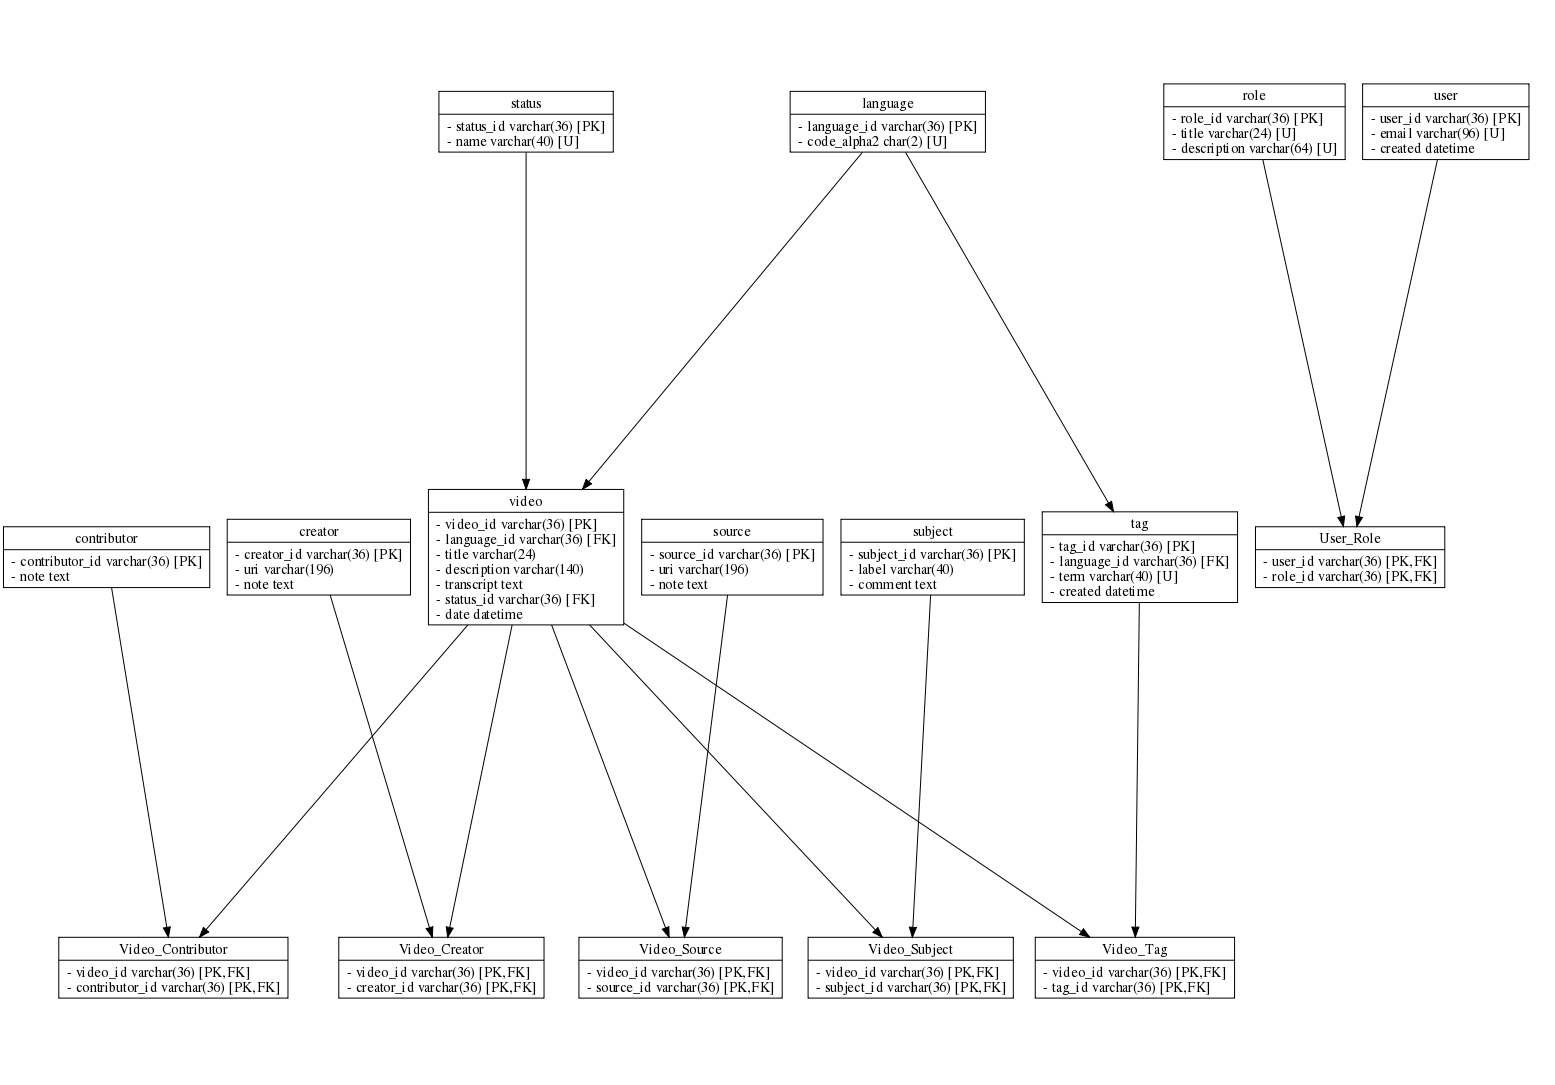 status
- status_id varchar(36) [PK]
- name varchar(40) [U]
language
- language_id varchar(36) [PK]
- code_alpha2 char(2) [U]
role
- role_id varchar(36) [PK]
- title varchar(24) [U]
- description varchar(64) [U]
user
- user_id varchar(36) [PK]
- email varchar(96) [U]
- created datetime
contributor
- contributor_id varchar(36) [PK]
- note text
creator
- creator_id varchar(36) [PK]
- uri varchar(196)
- note text
video
- video_id varchar(36) [PK]
- language_id varchar(36) [FK]
- title varchar(24)
- description varchar(140)
- transcript text
- status_id varchar(36) [FK]
- date datetime
source
- source_id varchar(36) [PK]
- uri varchar(196)
- note text
subject
- subject_id varchar(36) [PK]
- label varchar(40)
- comment text
tag
- tag_id varchar(36) [PK]
- language_id varchar(36) [FK]
- term varchar(40) [U]
- created datetime
User_Role
- user_id varchar(36) [PK,FK]
- role_id varchar(36) [PK,FK]
Video_Contributor
- video_id varchar(36) [PK,FK]
- contributor_id varchar(36) [PK,FK]
Video_Creator
- video_id varchar(36) [PK,FK]
- creator_id varchar(36) [PK,FK]
Video_Source
- video_id varchar(36) [PK,FK]
- source_id varchar(36) [PK,FK]
Video_Subject
- video_id varchar(36) [PK,FK]
- subject_id varchar(36) [PK,FK]
Video_Tag
- video_id varchar(36) [PK,FK]
- tag_id varchar(36) [PK,FK]